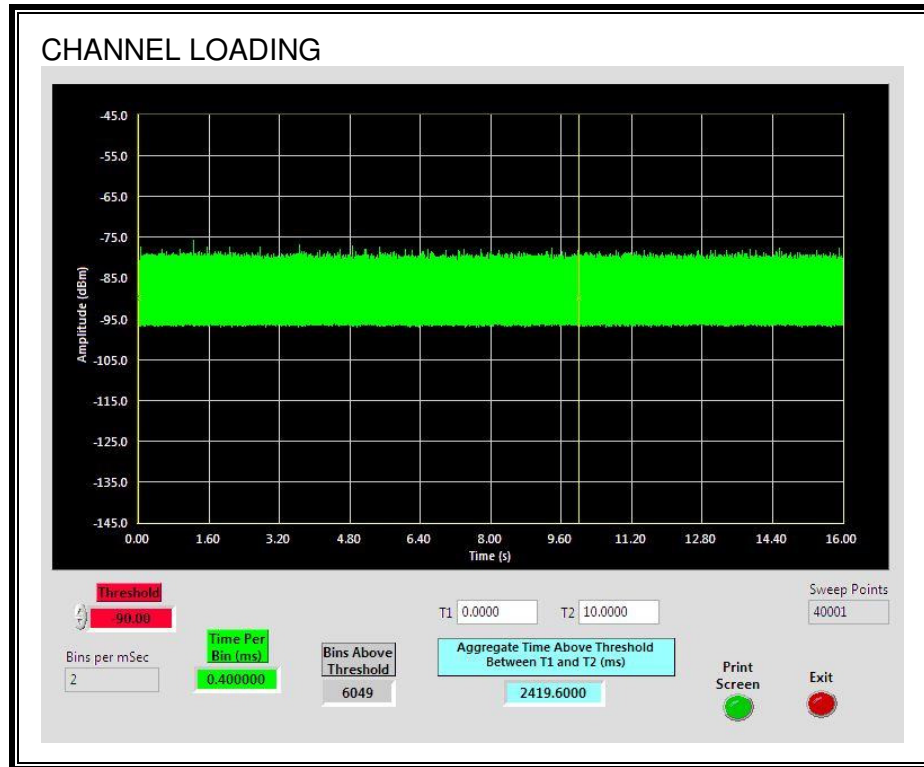 CHANNEL LOADING
-45.0
-55.0
-65.0
-75.0
-85.0
-95.0
-105.0
-115.0
-125.0
-135.0
-145.0
Amplitude (dBm)
0.00 1.60 3.20 4.80 6.40 8.00 9.60 11.20 12.80 14.40 16.00
Time (s)
Threshold
90.00
Bins per mSec
2
Time Per
Bin (ms)
0.400000
Bins Above
Threshold
6049
T1 0.0000 T2 10.0000
Aggregate Time Above Threshold
Between T1 and T2 (ms)
2419.6000
Sweep Points
40001
Print
Screen
Exit